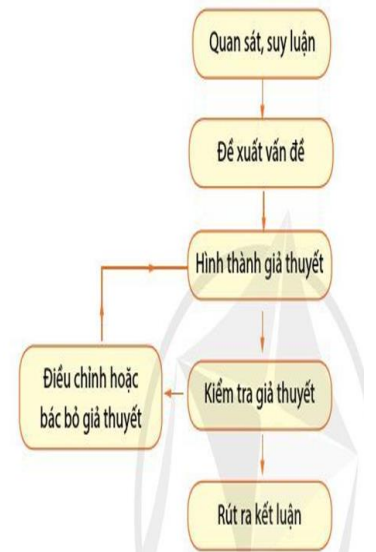 Quan sát, suy luận
Đề xuất vấn đề
Hình thành giả thuyết
Điều chỉnh hoặc
bác bỏ giả thuyết
Kiểm tra giả thuyết
Rút ra kết luận